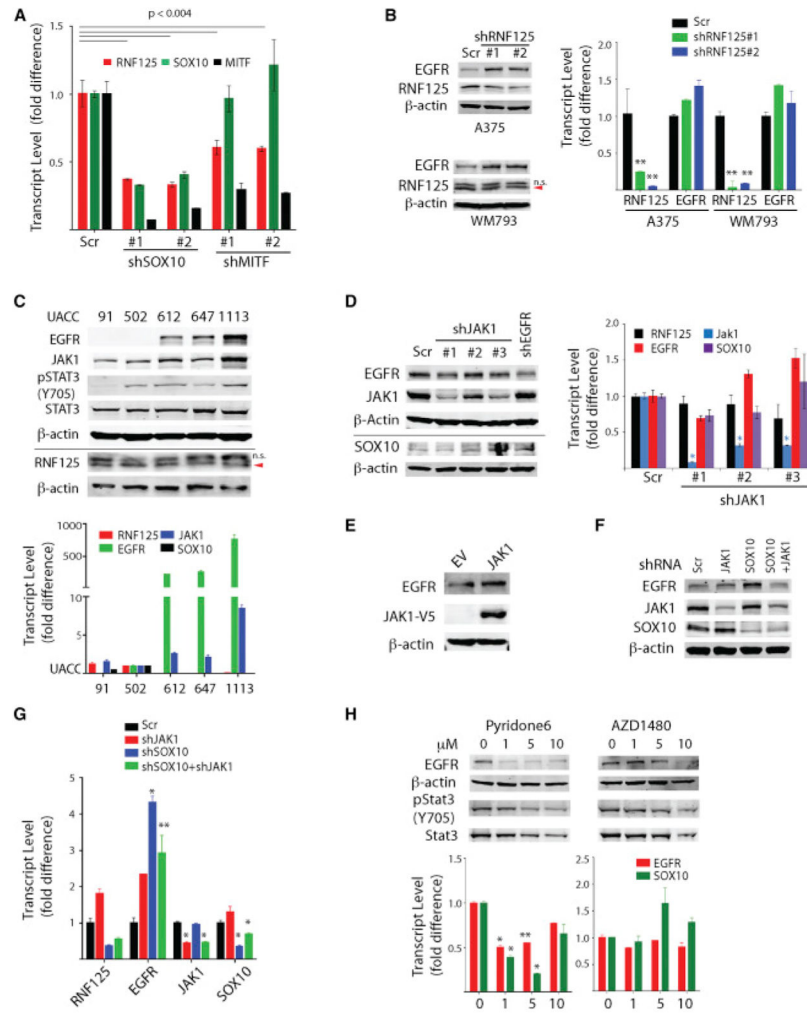 A
p < 0.004
RNF125 SOX10 MITF
Transcript Level (fold difference)
1.5
1.0
0.5
Scr #1 #2 #1 #2
shSOX10 shMITF
B
shRNF125
Scr #1 #2
EGFR
RNF125
β-actin
A375
EGFR
RNF125
n.s.
β-actin
WM793
Scr
shRNF125#1
shRNF125#2
Transcript Level
(fold difference)
2.0
1.5
1.0
0.5
** ** ** **
RNF125 EGFR RNF125 EGFR
A375 WM793
C
UACC 91 502 612 647 1113
EGFR
JAK1
pSTAT3
(Y705)
STAT3
β-actin
RNF125
n.s.
β-actin
RNF125 JAK1
EGFR SOX10
Transcript Level
(fold difference)
1000
500
10
5
1
UACC
91 502 612 647 1113
D
shJAK1
shEGFR
Scr #1 #2 #3
EGFR
JAK1
β-Actin
SOX10
β-actin
RNF125 Jak1
EGFR SOX10
Transcript Level
(fold difference)
2.0
1.5
1.0
0.5
0
* * *
Scr #1 #2 #3
shJAK1
E
EV JAK1
EGFR
JAK1-V5
β-actin
F
shRNA Scr JAK1 SOX10 SOX10
+JAK1
EGFR
JAK1
SOX10
β-actin
G
Scr
shJAK1
shSOX10
shSOX10+shJAK1
Transcript Level
(fold difference)
5
4
3
2
1
* ** * * * *
RNF125 EGFR JAK1 SOX10
H
Pyridone6 AZD1480
μM 0 1 5 10 0 1 5 10
EGFR
β-actin
pStat3
(Y705)
Stat3
EGFR
SOX10
Transcript Level
(fold difference)
1.5
1.0
0.5
* * ** *
0 1 5 10
2.0
1.5
1.0
0.5
0 1 5 10